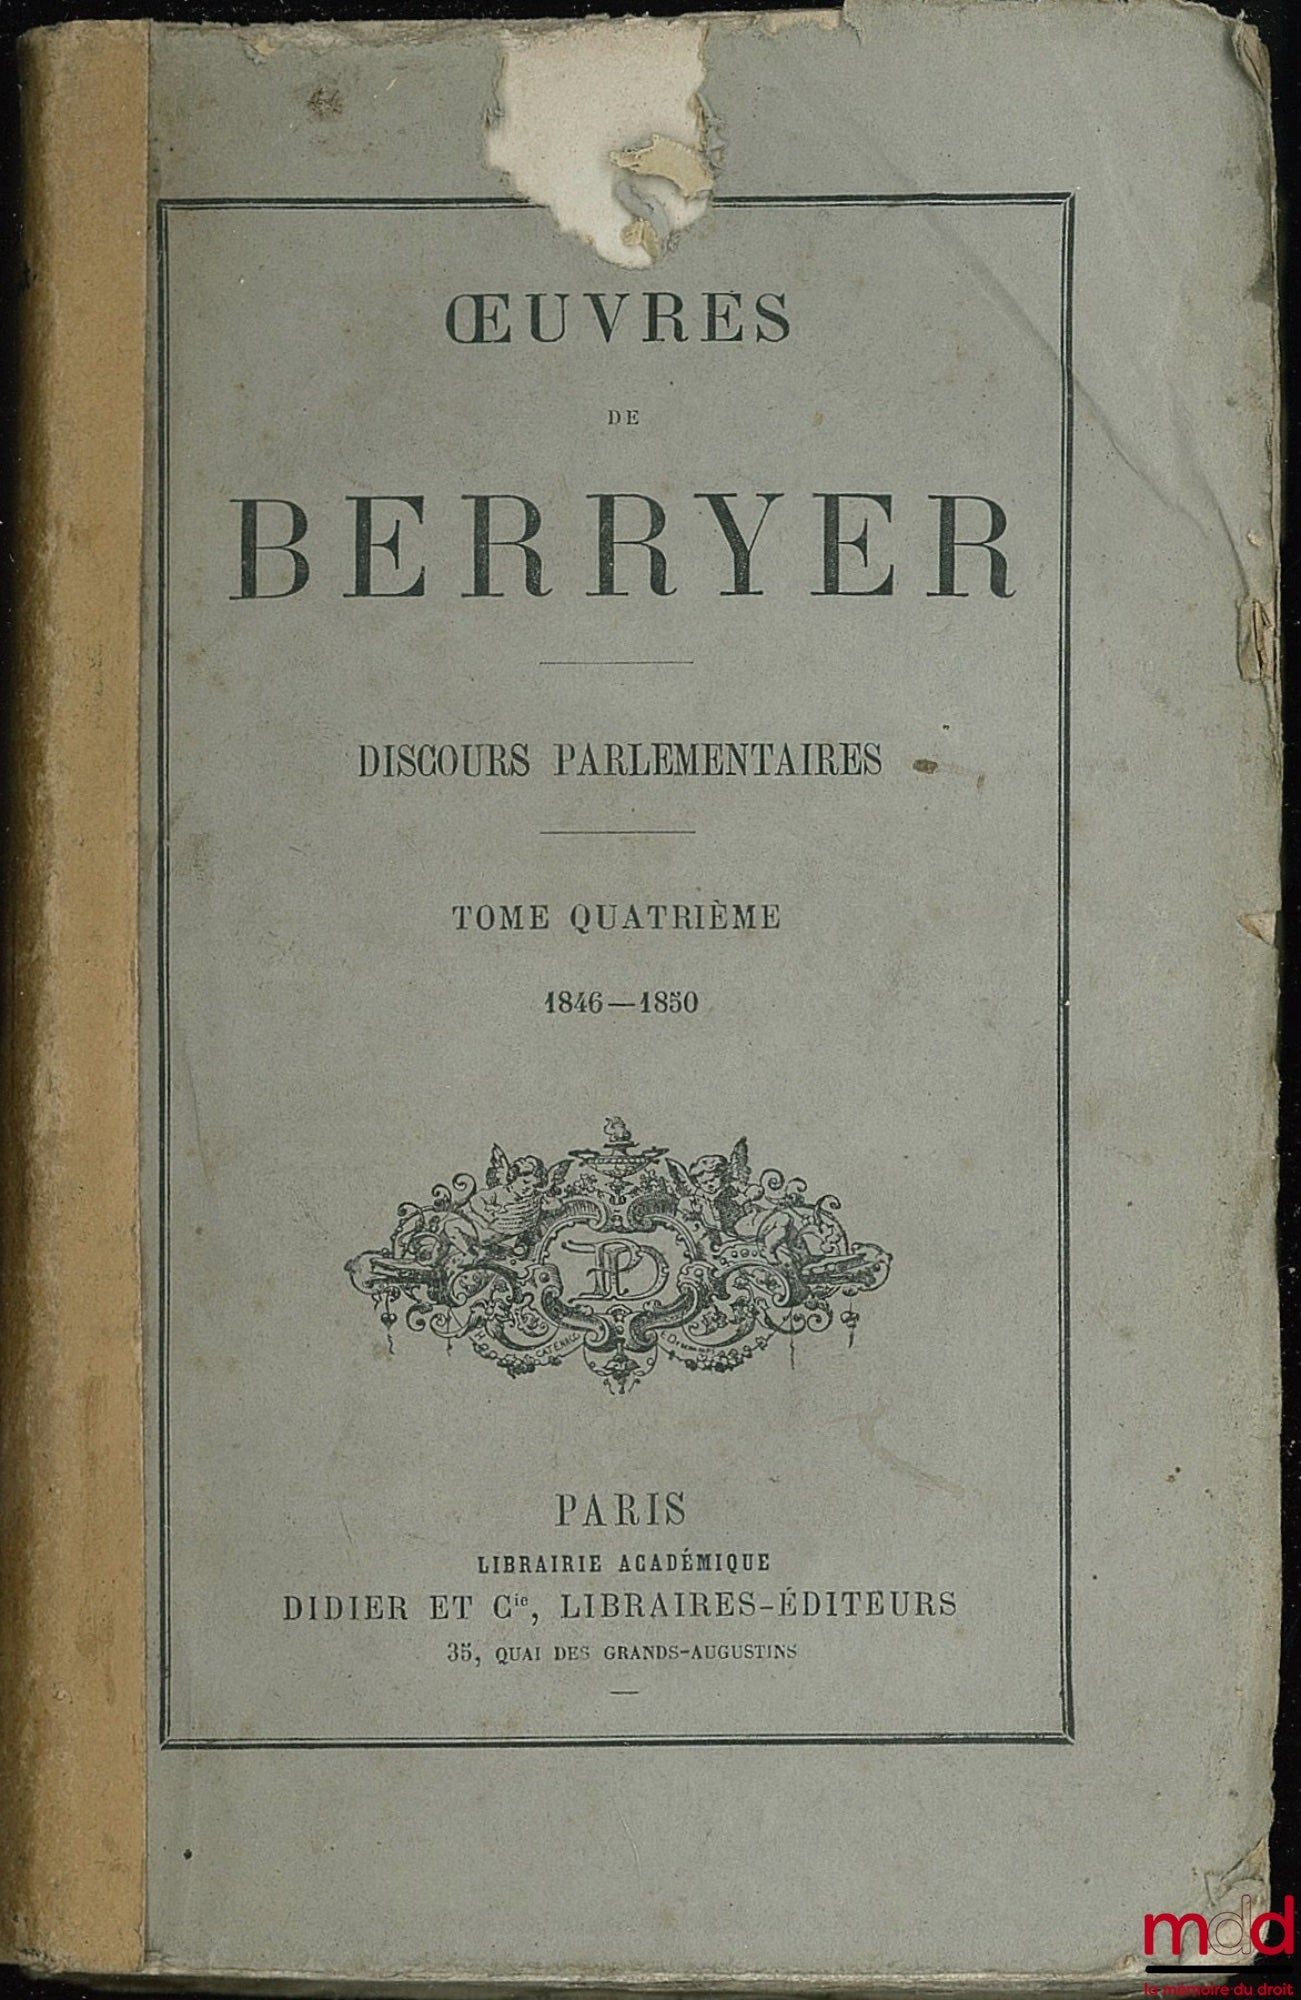 ŒUVRES
DE
BERRYER
DISCOURS PARLEMENTAIRES
TOME QUATRIÈME
1846—1850
H. CATENACCI
PARIS
LIBRAIRIE ACADÉMIQUE
DIDIER ET Cie, LIBRAIRES-ÉDITEURS
35, QUAI DES GRANDS-AUGUSTINS
mdd
la mémoire du droit